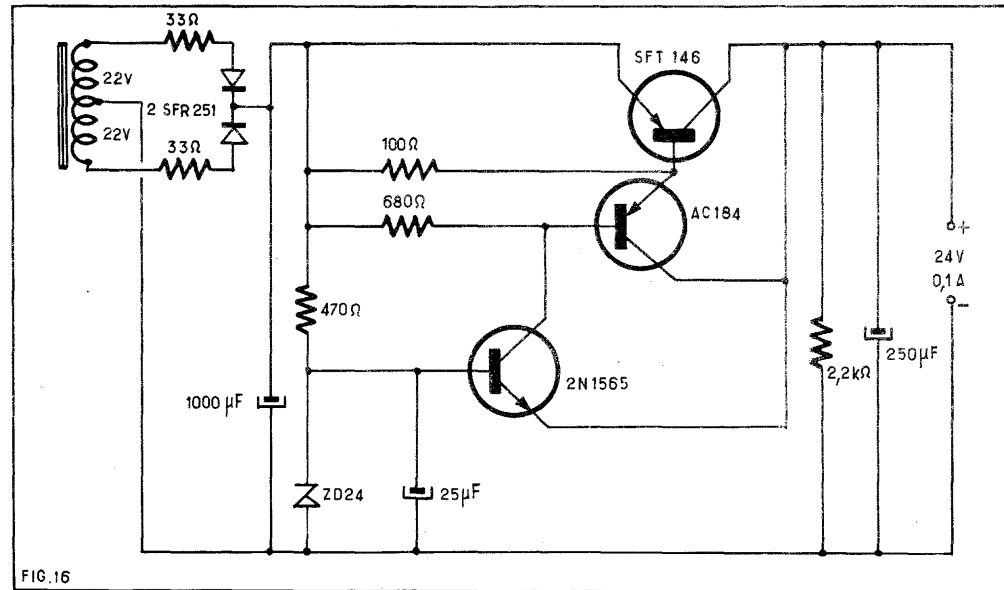 33Ω
22V
2 SFR 251
22V
33Ω
SFT 146
100Ω
680Ω
AC184
470Ω
2N1565
1000 µF
ZD24
25µF
2,2kΩ
250µF
+
24V
0,1A
–
FIG.16